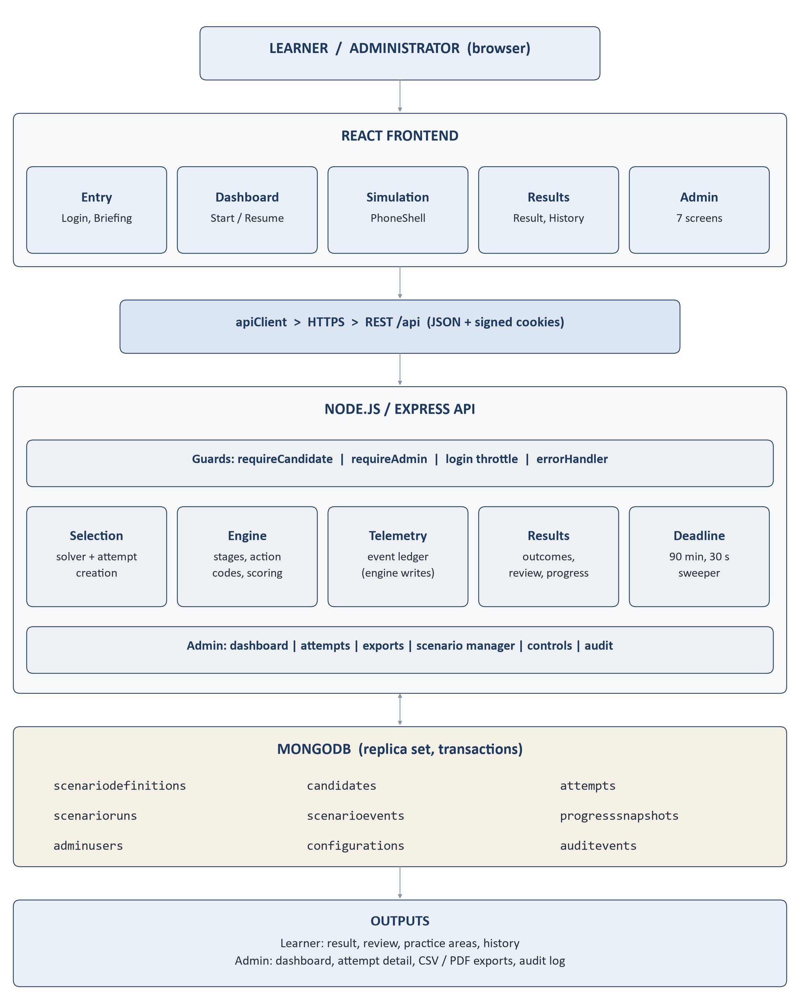 LEARNER / ADMINISTRATOR (browser)
REACT FRONTEND
Entry
Login, Briefing
Dashboard
Start / Resume
Simulation
PhoneShell
Results
Result, History
Admin
7 screens
apiClient > HTTPS > REST /api (JSON + signed cookies)
NODE.JS / EXPRESS API
Guards: requireCandidate | requireAdmin | login throttle | errorHandler
Selection
solver + attempt
creation
Engine
stages, action
codes, scoring
Telemetry
event ledger
(engine writes)
Results
outcomes,
review, progress
Deadline
90 min, 30 s
sweeper
Admin: dashboard | attempts | exports | scenario manager | controls | audit
MONGODB (replica set, transactions)
scenariodefinitions candidates attempts
scenarioruns scenarioevents progresssnapshots
adminusers configurations auditevents
OUTPUTS
Learner: result, review, practice areas, history
Admin: dashboard, attempt detail, CSV / PDF exports, audit log